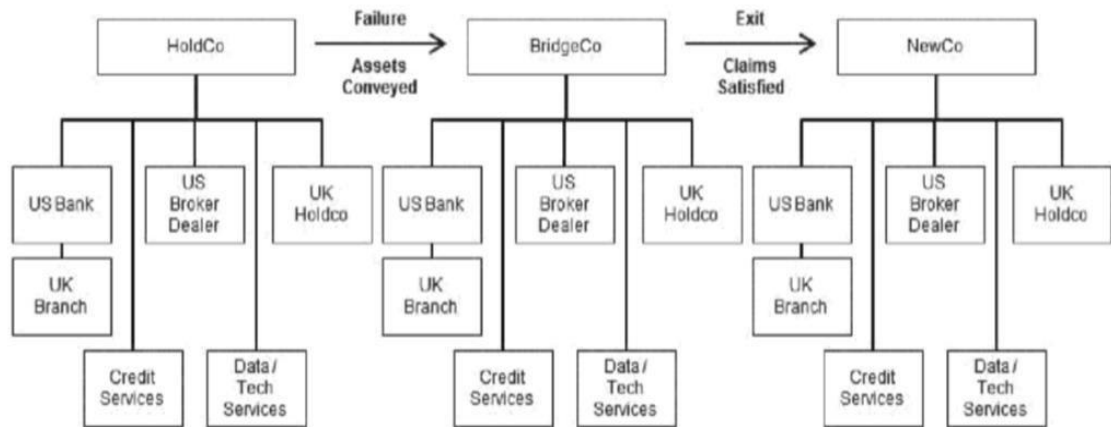 Failure
Exit
HoldCo
BridgeCo
NewCo
Assets
Conveyed
Claims
Satisfied
US Bank
US
Broker
Dealer
UK
Holdco
US Bank
US
Broker
Dealer
UK
Holdco
US Bank
US
Broker
Dealer
UK
Holdco
UK
Branch
UK
Branch
UK
Branch
Credit
Services
Data /
Tech
Services
Credit
Services
Data /
Tech
Services
Credit
Services
Data /
Tech
Services